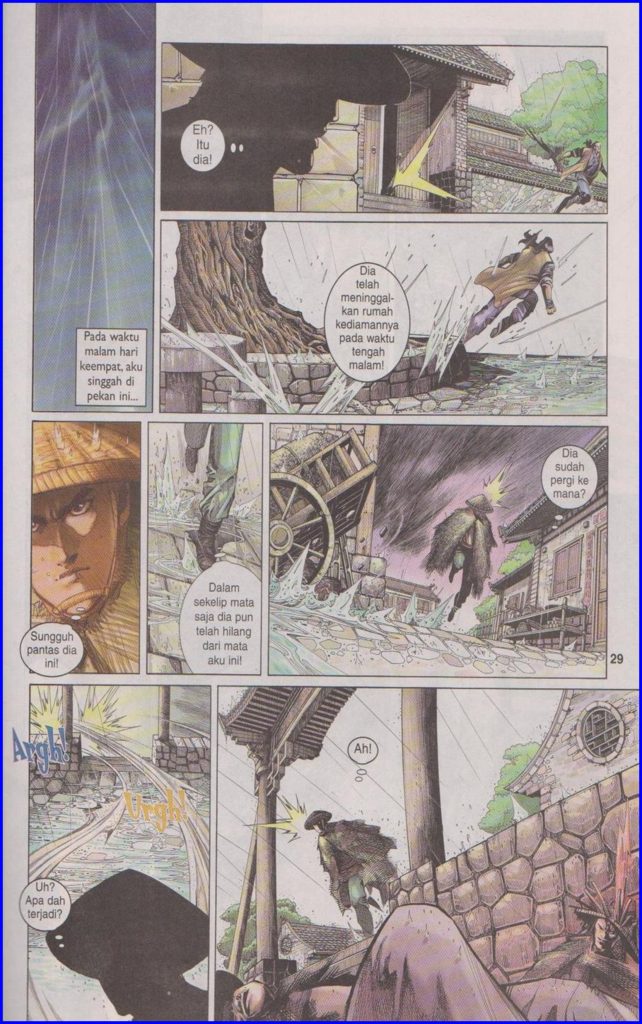 Pada waktu
malam hari
keempat, aku
singgah di
pekan ini...
Eh?
Itu
dia!
Dia
telah
meninggal-
kan rumah
kediamannya
pada waktu
tengah
malam!
Sungguh
pantas dia
ini!
Dalam
sekelip mata
saja dia pun
telah hilang
dari mata
aku ini!
Dia
sudah
pergi ke
mana?
29
Argh!
Urgh!
Uh?
Apa dah
terjadi?
Ah!